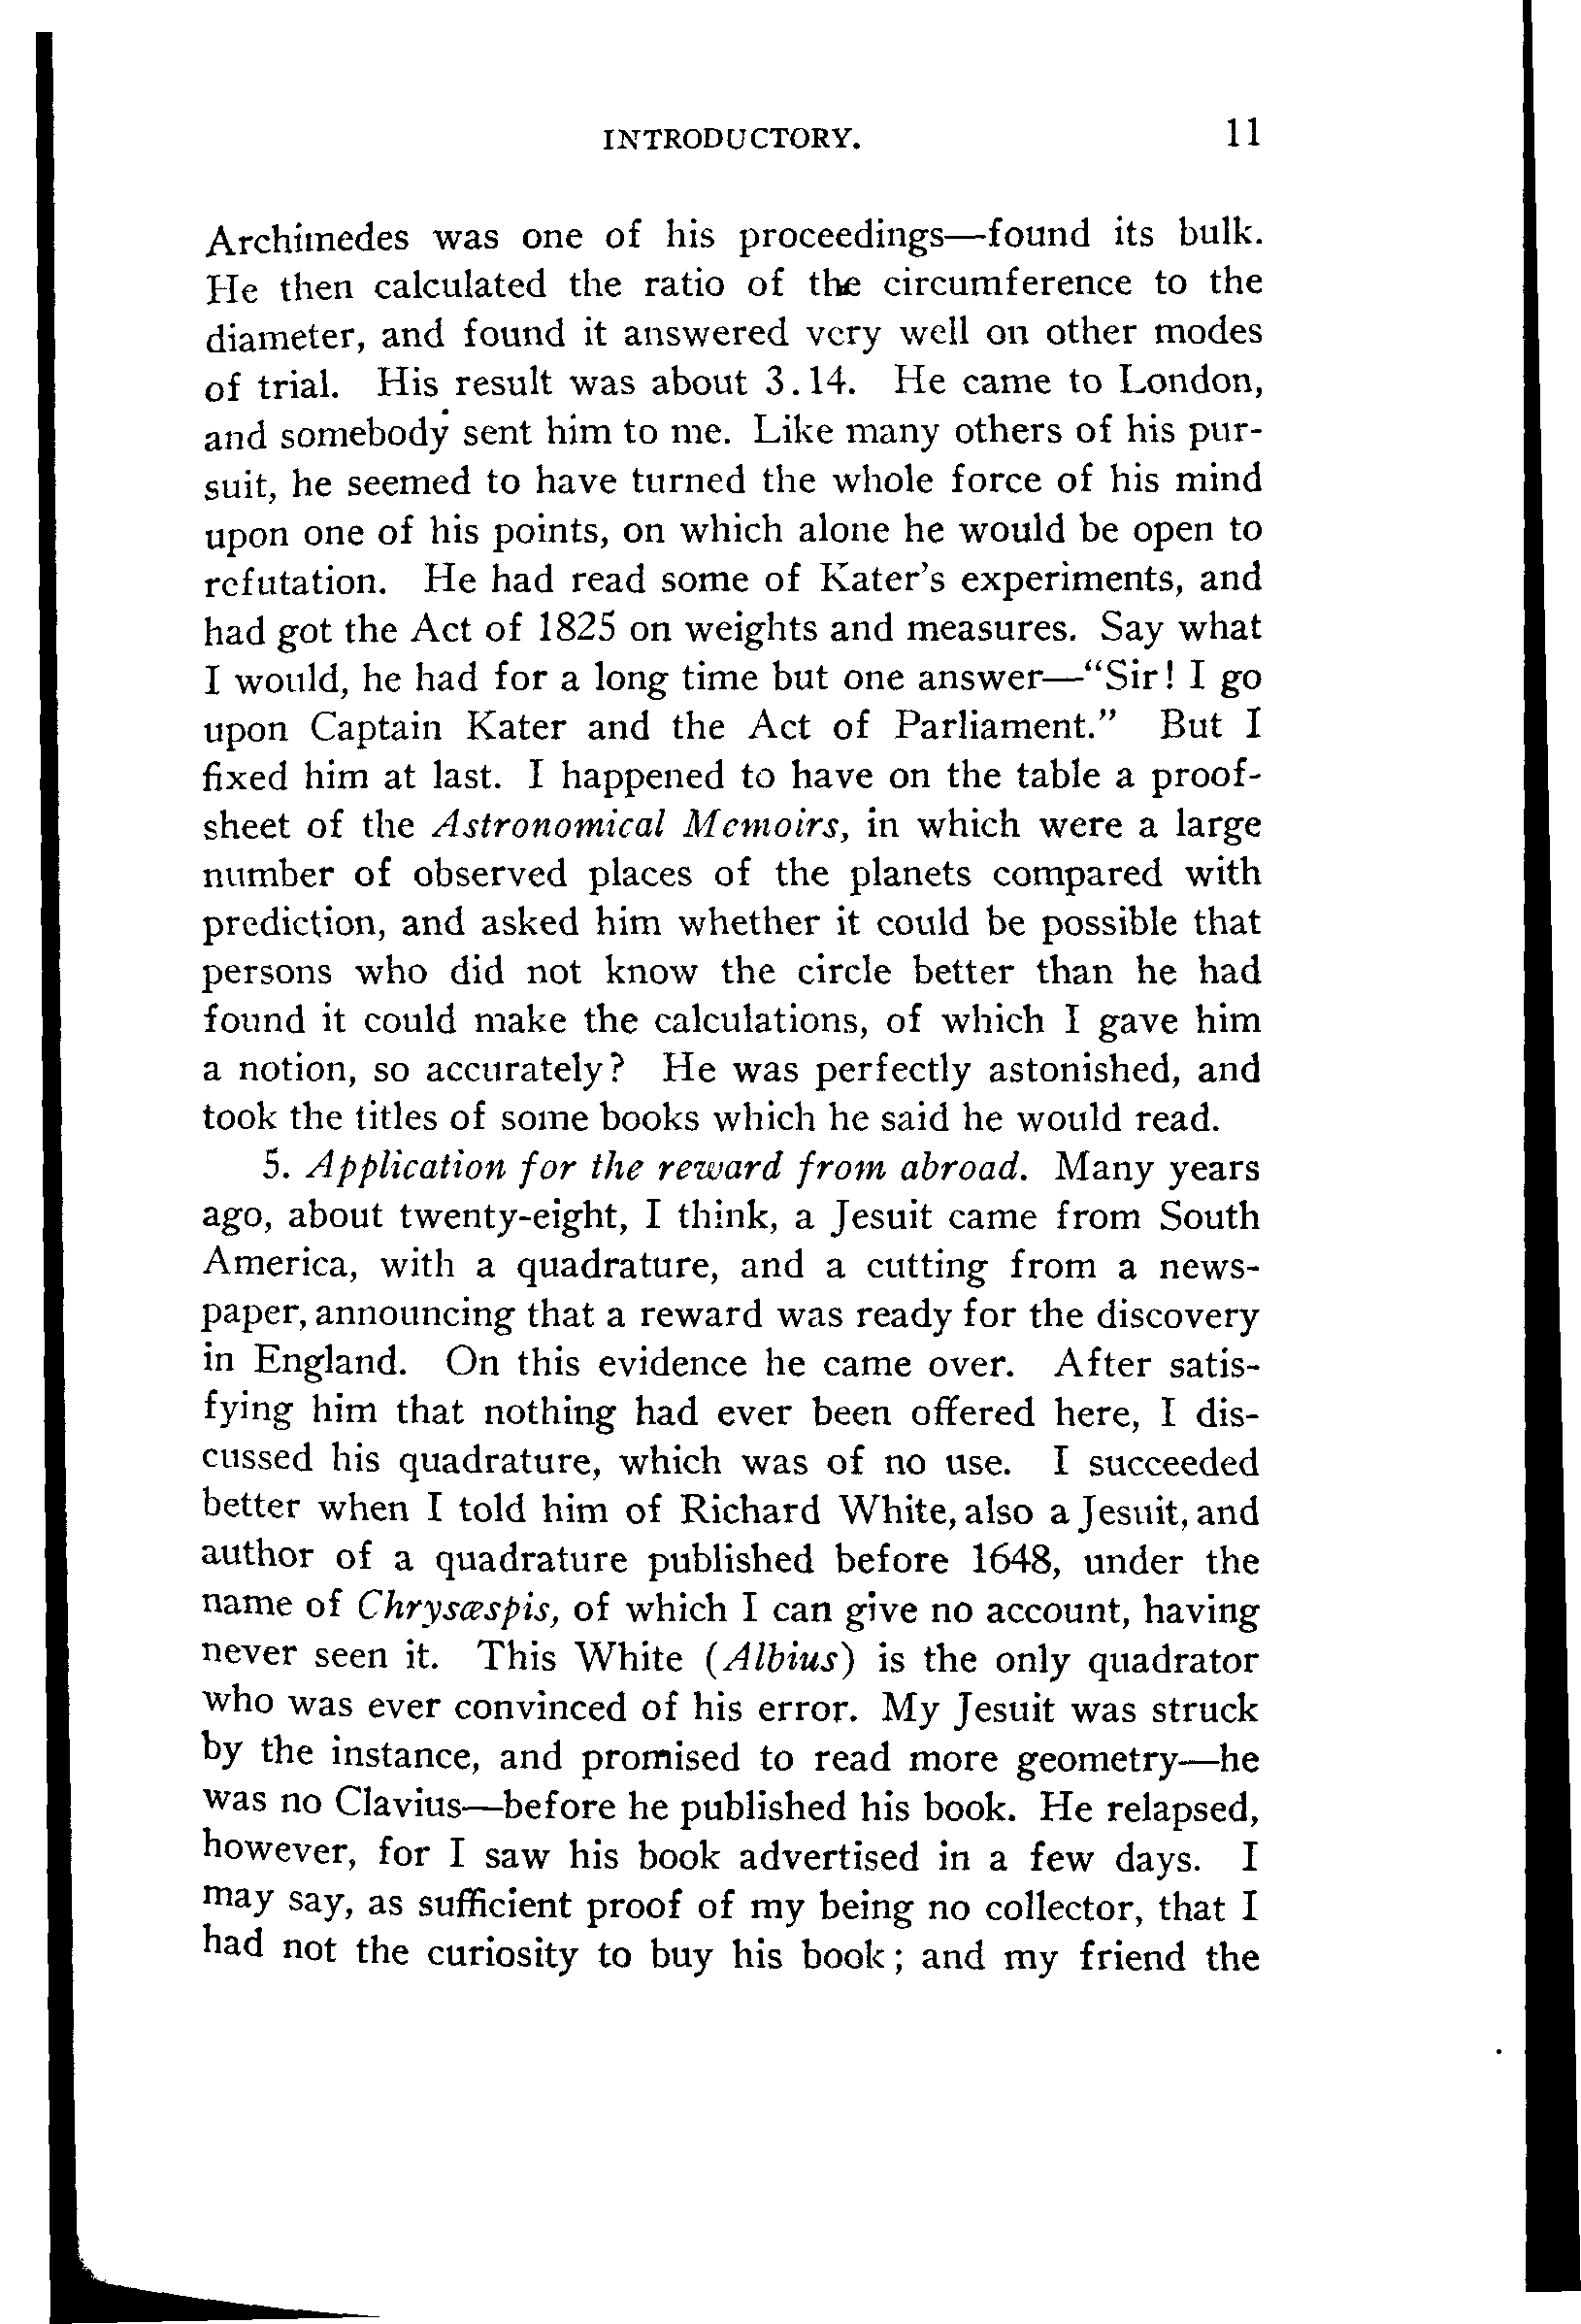 INTRODUCTORY. 11
Archimedes was one of his proceedings—found its bulk.
He then calculated the ratio of the circumference to the
diameter, and found it answered very well on other modes
of trial. His result was about 3.14. He came to London,
and somebody sent him to me. Like many others of his pur-
suit, he seemed to have turned the whole force of his mind
upon one of his points, on which alone he would be open to
refutation. He had read some of Kater's experiments, and
had got the Act of 1825 on weights and measures. Say what
I would, he had for a long time but one answer—“Sir! I go
upon Captain Kater and the Act of Parliament.” But I
fixed him at last. I happened to have on the table a proof-
sheet of the Astronomical Memoirs, in which were a large
number of observed places of the planets compared with
prediction, and asked him whether it could be possible that
persons who did not know the circle better than he had
found it could make the calculations, of which I gave him
a notion, so accurately? He was perfectly astonished, and
took the titles of some books which he said he would read.
5. Application for the reward from abroad. Many years
ago, about twenty-eight, I think, a Jesuit came from South
America, with a quadrature, and a cutting from a news-
paper, announcing that a reward was ready for the discovery
in England. On this evidence he came over. After satis-
fying him that nothing had ever been offered here, I dis-
cussed his quadrature, which was of no use. I succeeded
better when I told him of Richard White, also a Jesuit, and
author of a quadrature published before 1648, under the
name of Chrysæspis, of which I can give no account, having
never seen it. This White (Albius) is the only quadrator
who was ever convinced of his error. My Jesuit was struck
by the instance, and promised to read more geometry—he
was no Clavius—before he published his book. He relapsed,
however, for I saw his book advertised in a few days. I
may say, as sufficient proof of my being no collector, that I
had not the curiosity to buy his book; and my friend the